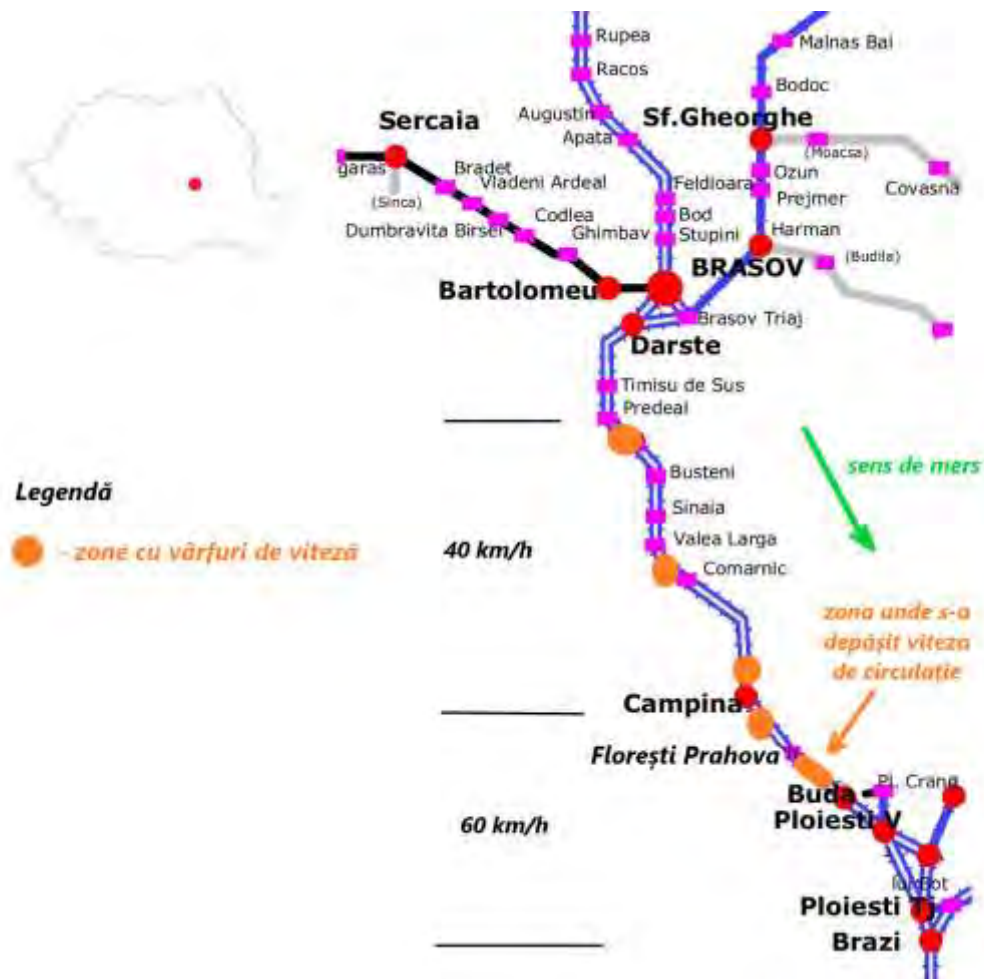 Rupea
Malnas Bai
Racos
Bodoc
Augustin
Sf.Gheorghe
Sercaia
Apata
(Moacsa)
garas
Bradet
Ozun
Covasna
Vladeni Ardeal
Feldioara
Prejmer
(Sinca)
Codlea
Bod
Dumbravita Birsei
Ghimbav
Stupini
Harman
(Budila)
BRASOV
Bartolomeu
Brasov Triaj
Darste
Timisu de Sus
Predeal
sens de mers
Busteni
Legendă
Sinaia
- zone cu vârfuri de viteză
40 km/h
Valea Larga
Comarnic
zona unde s-a
depășit viteza
de circulație
Campina
Florești Prahova
Pl. Crang
Buda
Ploiesti V
60 km/h
Ploiesti Tj
Brazi